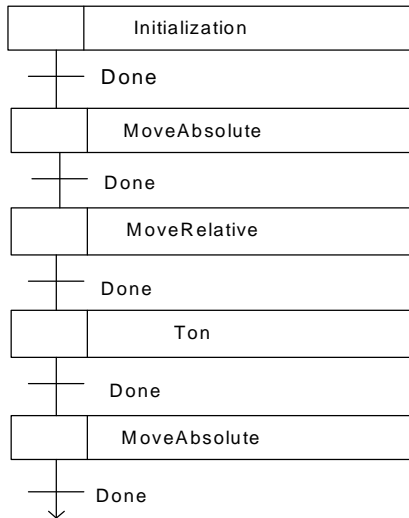 Initialization
Done
MoveAbsolute
Done
MoveRelative
Done
Ton
Done
MoveAbsolute
Done